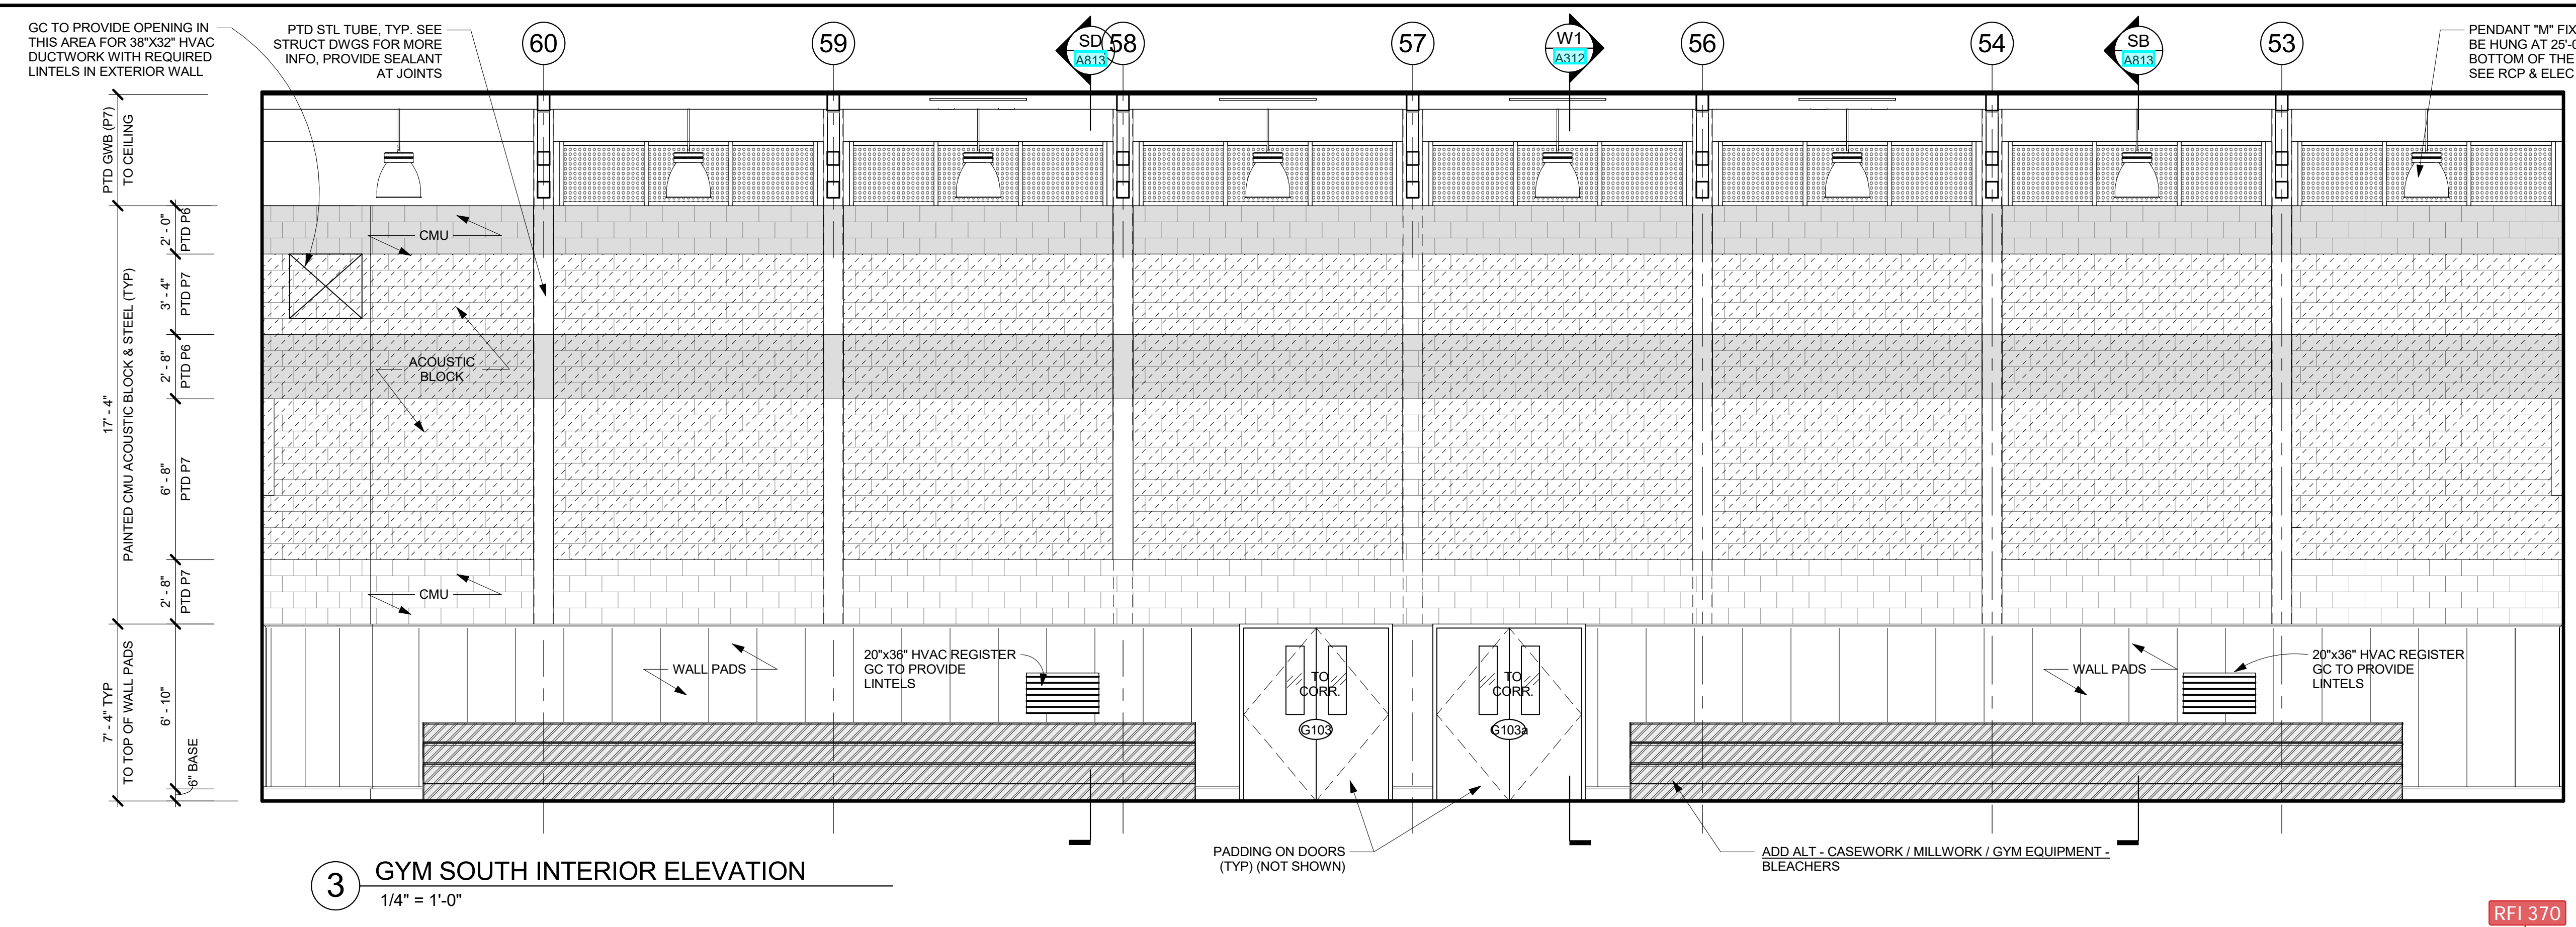 GC TO PROVIDE OPENING IN
THIS AREA FOR 38"X32" HVAC
DUCTWORK WITH REQUIRED
LINTELS IN EXTERIOR WALL
PTD STL TUBE, TYP. SEE
STRUCT DWGS FOR MORE
INFO, PROVIDE SEALANT
AT JOINTS
60
59
SD
A813
58
57
W1
A312
56
54
SB
A813
53
PENDANT "M" FIX
BE HUNG AT 25'-0
BOTTOM OF THE
SEE RCP & ELEC
PTD GWB (P7)
TO CEILING
17' - 4"
PAINTED CMU ACOUSTIC BLOCK & STEEL (TYP)
2' - 0"
PTD P6
3' - 4"
PTD P7
2' - 8"
PTD P6
6' - 8"
PTD P7
2' - 8"
PTD P7
7' - 4" TYP
TO TOP OF WALL PADS
6' - 10"
6" BASE
CMU
ACOUSTIC
BLOCK
CMU
WALL PADS
20"x36" HVAC REGISTER
GC TO PROVIDE
LINTELS
TO
CORR.
G103
TO
CORR.
G103a
WALL PADS
20"x36" HVAC REGISTER
GC TO PROVIDE
LINTELS
PADDING ON DOORS
(TYP) (NOT SHOWN)
ADD ALT - CASEWORK / MILLWORK / GYM EQUIPMENT -
BLEACHERS
3
GYM SOUTH INTERIOR ELEVATION
1/4" = 1'-0"
RFI 370